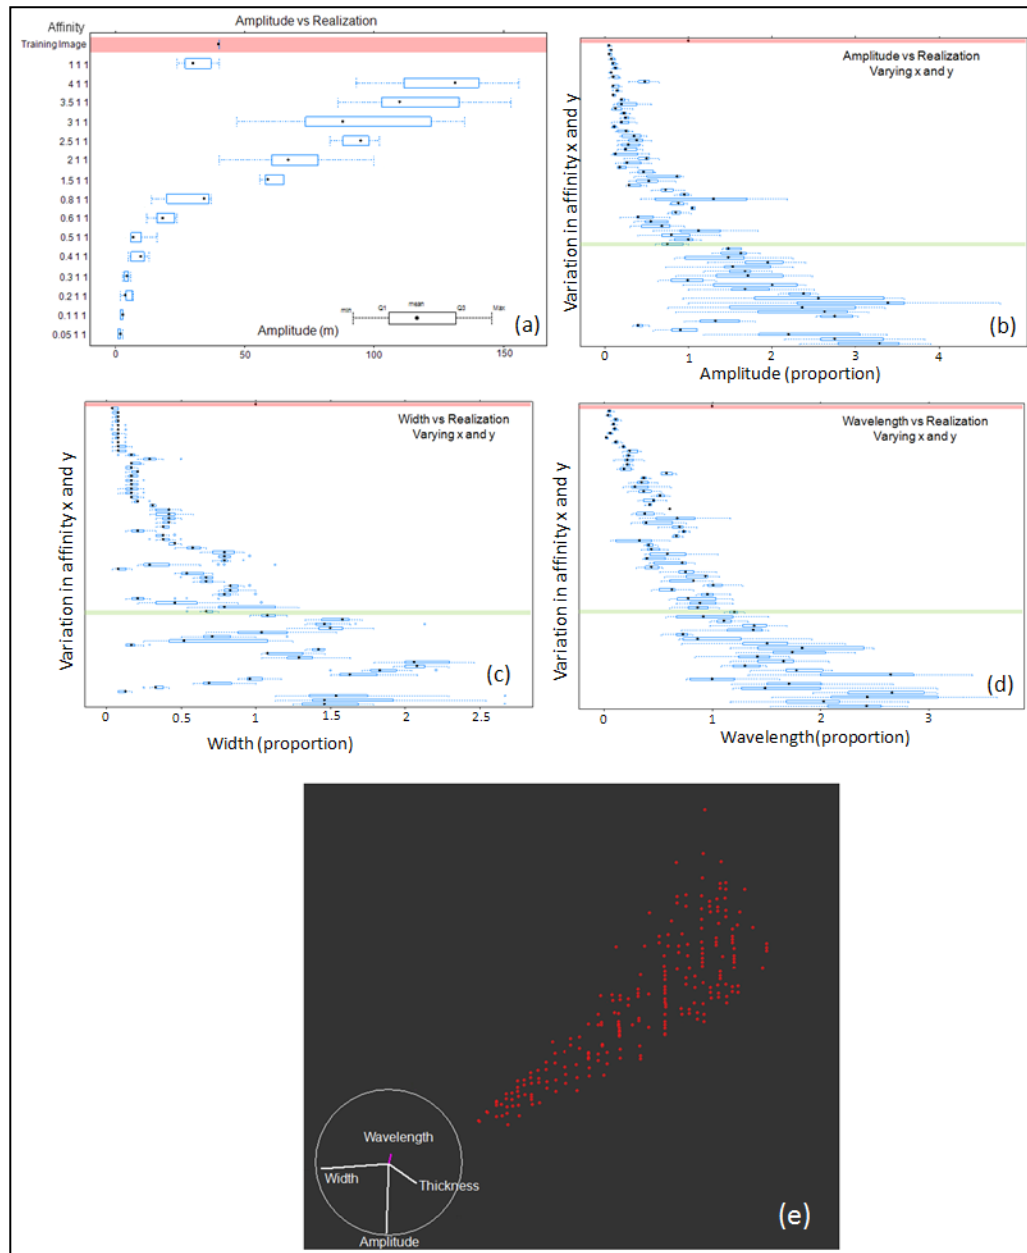 Affinity
Amplitude vs Realization
Training Image
1 1 1
4 1 1
3.5 1 1
3 1 1
2.5 1 1
2 1 1
1.5 1 1
0.8 1 1
0.6 1 1
0.5 1 1
0.4 1 1
0.3 1 1
0.2 1 1
0.1 1 1
0.05 1 1
min
Q1
mean
Q3
Max
(a)
Amplitude (m)
0
50
100
150
Amplitude vs Realization
Varying x and y
Variation in affinity x and y
(b)
0
1
2
3
4
Amplitude (proportion)
Width vs Realization
Varying x and y
Variation in affinity x and y
(c)
0
0.5
1
1.5
2
2.5
Width (proportion)
Wavelength vs Realization
Varying x and y
Variation in affinity x and y
(d)
0
1
2
3
Wavelength(proportion)
Wavelength
Width
Thickness
Amplitude
(e)